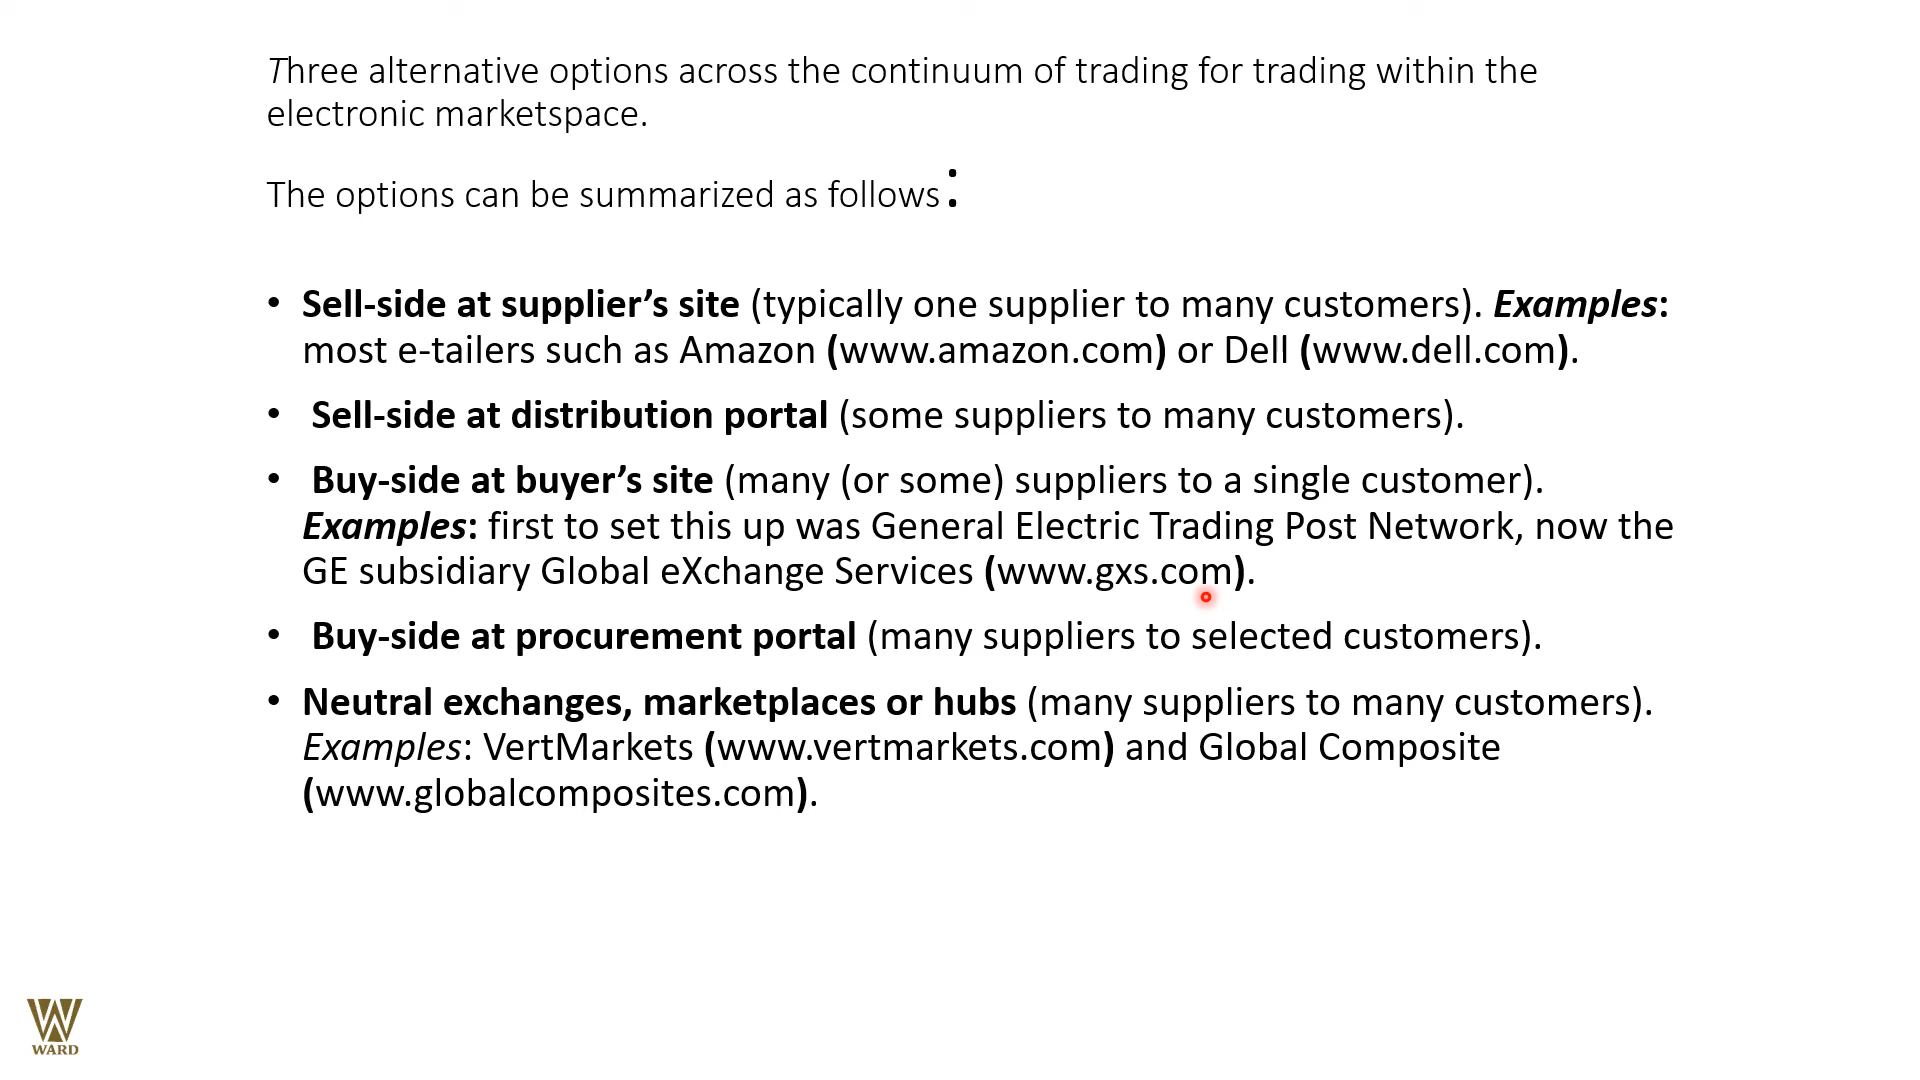 Three alternative options across the continuum of trading for trading within the
electronic marketspace.
The options can be summarized as follows:
• Sell-side at supplier’s site (typically one supplier to many customers). Examples:
most e-tailers such as Amazon (www.amazon.com) or Dell (www.dell.com).
• Sell-side at distribution portal (some suppliers to many customers).
• Buy-side at buyer’s site (many (or some) suppliers to a single customer).
Examples: first to set this up was General Electric Trading Post Network, now the
GE subsidiary Global eXchange Services (www.gxs.com).
• Buy-side at procurement portal (many suppliers to selected customers).
• Neutral exchanges, marketplaces or hubs (many suppliers to many customers).
Examples: VertMarkets (www.vertmarkets.com) and Global Composite
(www.globalcomposites.com).
WARD